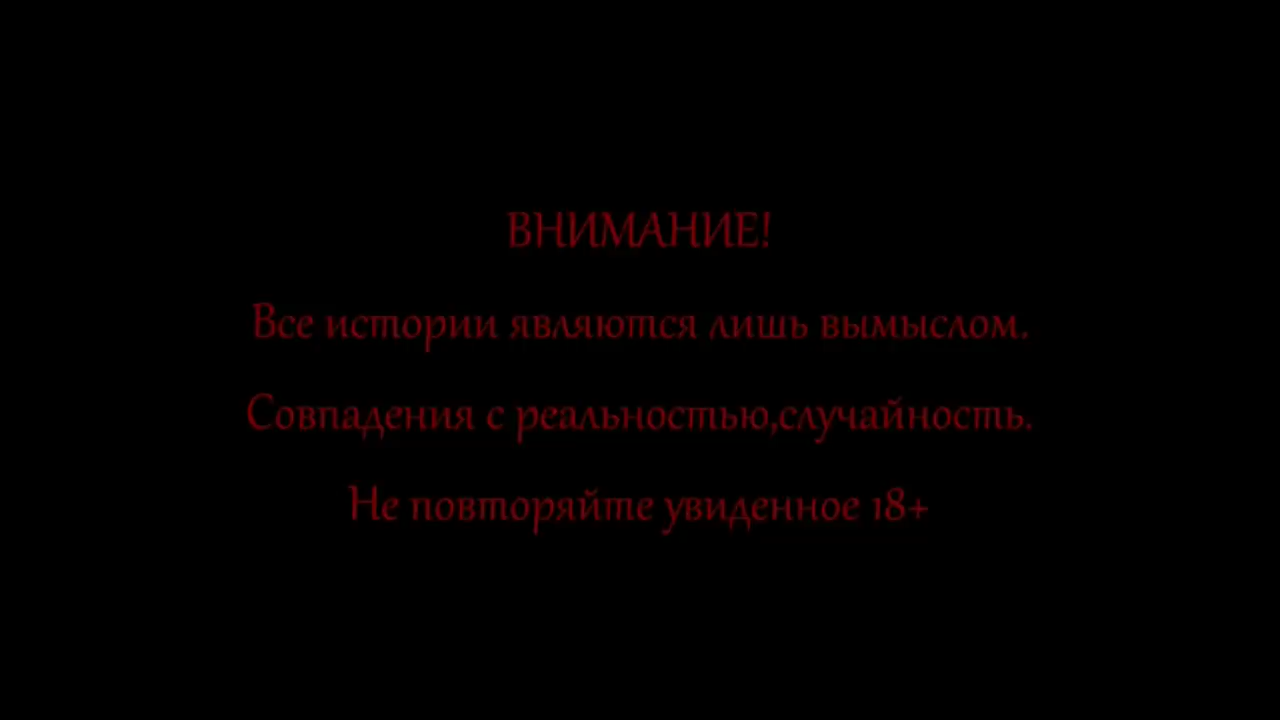 ВНИМАНИЕ!
Все истории являются лишь вымыслом.
Совпадения с реальностью,случайность.
Не повторяйте увиденное 18+